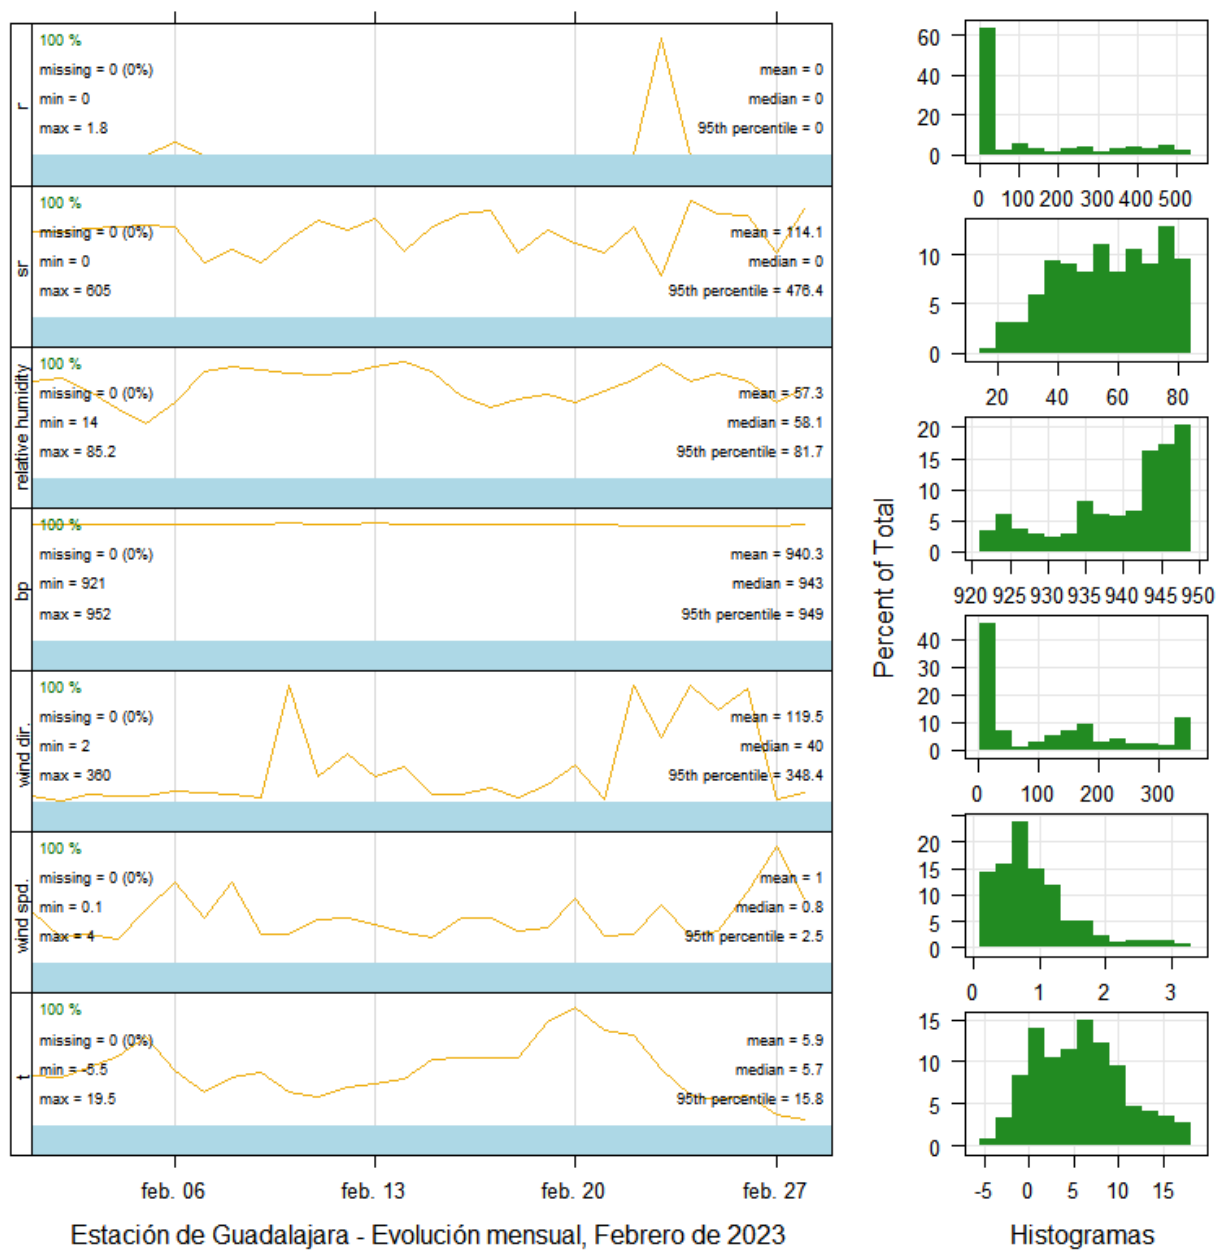 r
100 %
missing = 0 (0%)
min = 0
max = 1.8
mean = 0
median = 0
95th percentile = 0
sr
100 %
missing = 0 (0%)
min = 0
max = 605
mean = 114.1
median = 0
95th percentile = 476.4
relative humidity
100 %
missing = 0 (0%)
min = 14
max = 85.2
mean = 57.3
median = 58.1
95th percentile = 81.7
bp
100 %
missing = 0 (0%)
min = 921
max = 952
mean = 940.3
median = 943
95th percentile = 949
wind dir.
100 %
missing = 0 (0%)
min = 2
max = 360
mean = 119.5
median = 40
95th percentile = 348.4
wind spd.
100 %
missing = 0 (0%)
min = 0.1
max = 4
mean = 1
median = 0.8
95th percentile = 2.5
t
100 %
missing = 0 (0%)
min = -5.5
max = 19.5
mean = 5.9
median = 5.7
95th percentile = 15.8
feb. 06 feb. 13 feb. 20 feb. 27
Estación de Guadalajara - Evolución mensual, Febrero de 2023
Percent of Total
60
40
20
0
0 100 200 300 400 500
10
5
0
20 40 60 80
20
15
10
5
0
920 925 930 935 940 945 950
40
30
20
10
0
0 100 200 300
20
15
10
5
0
0 1 2 3
15
10
5
0
-5 0 5 10 15
Histogramas